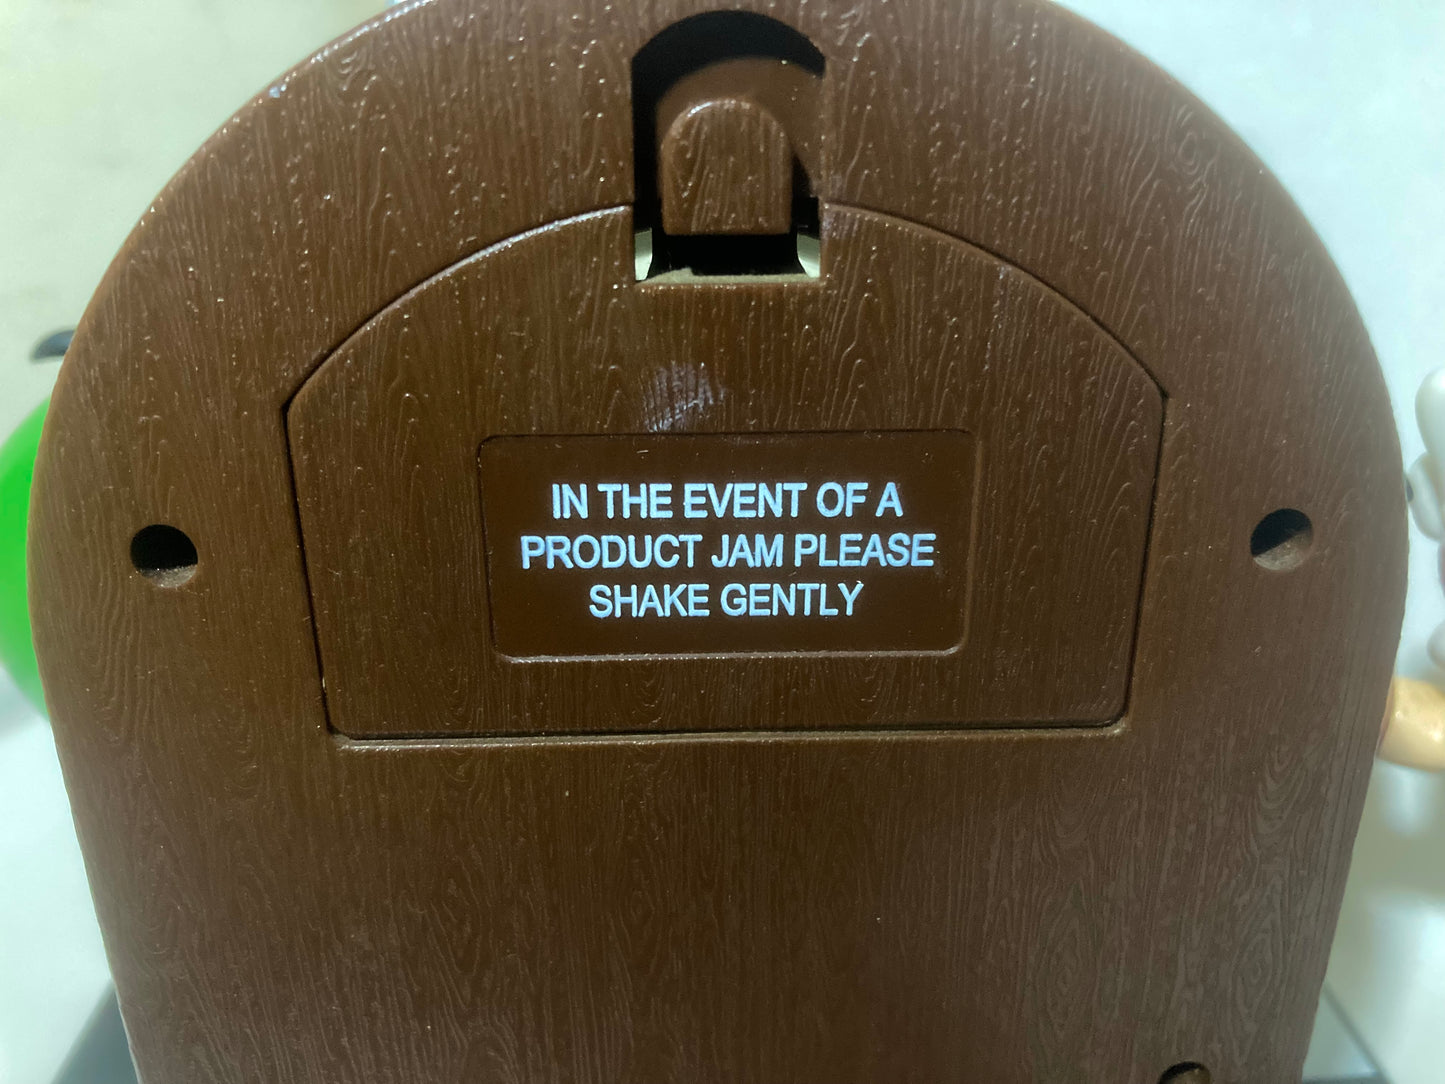 IN THE EVENT OF A
PRODUCT JAM PLEASE
SHAKE GENTLY